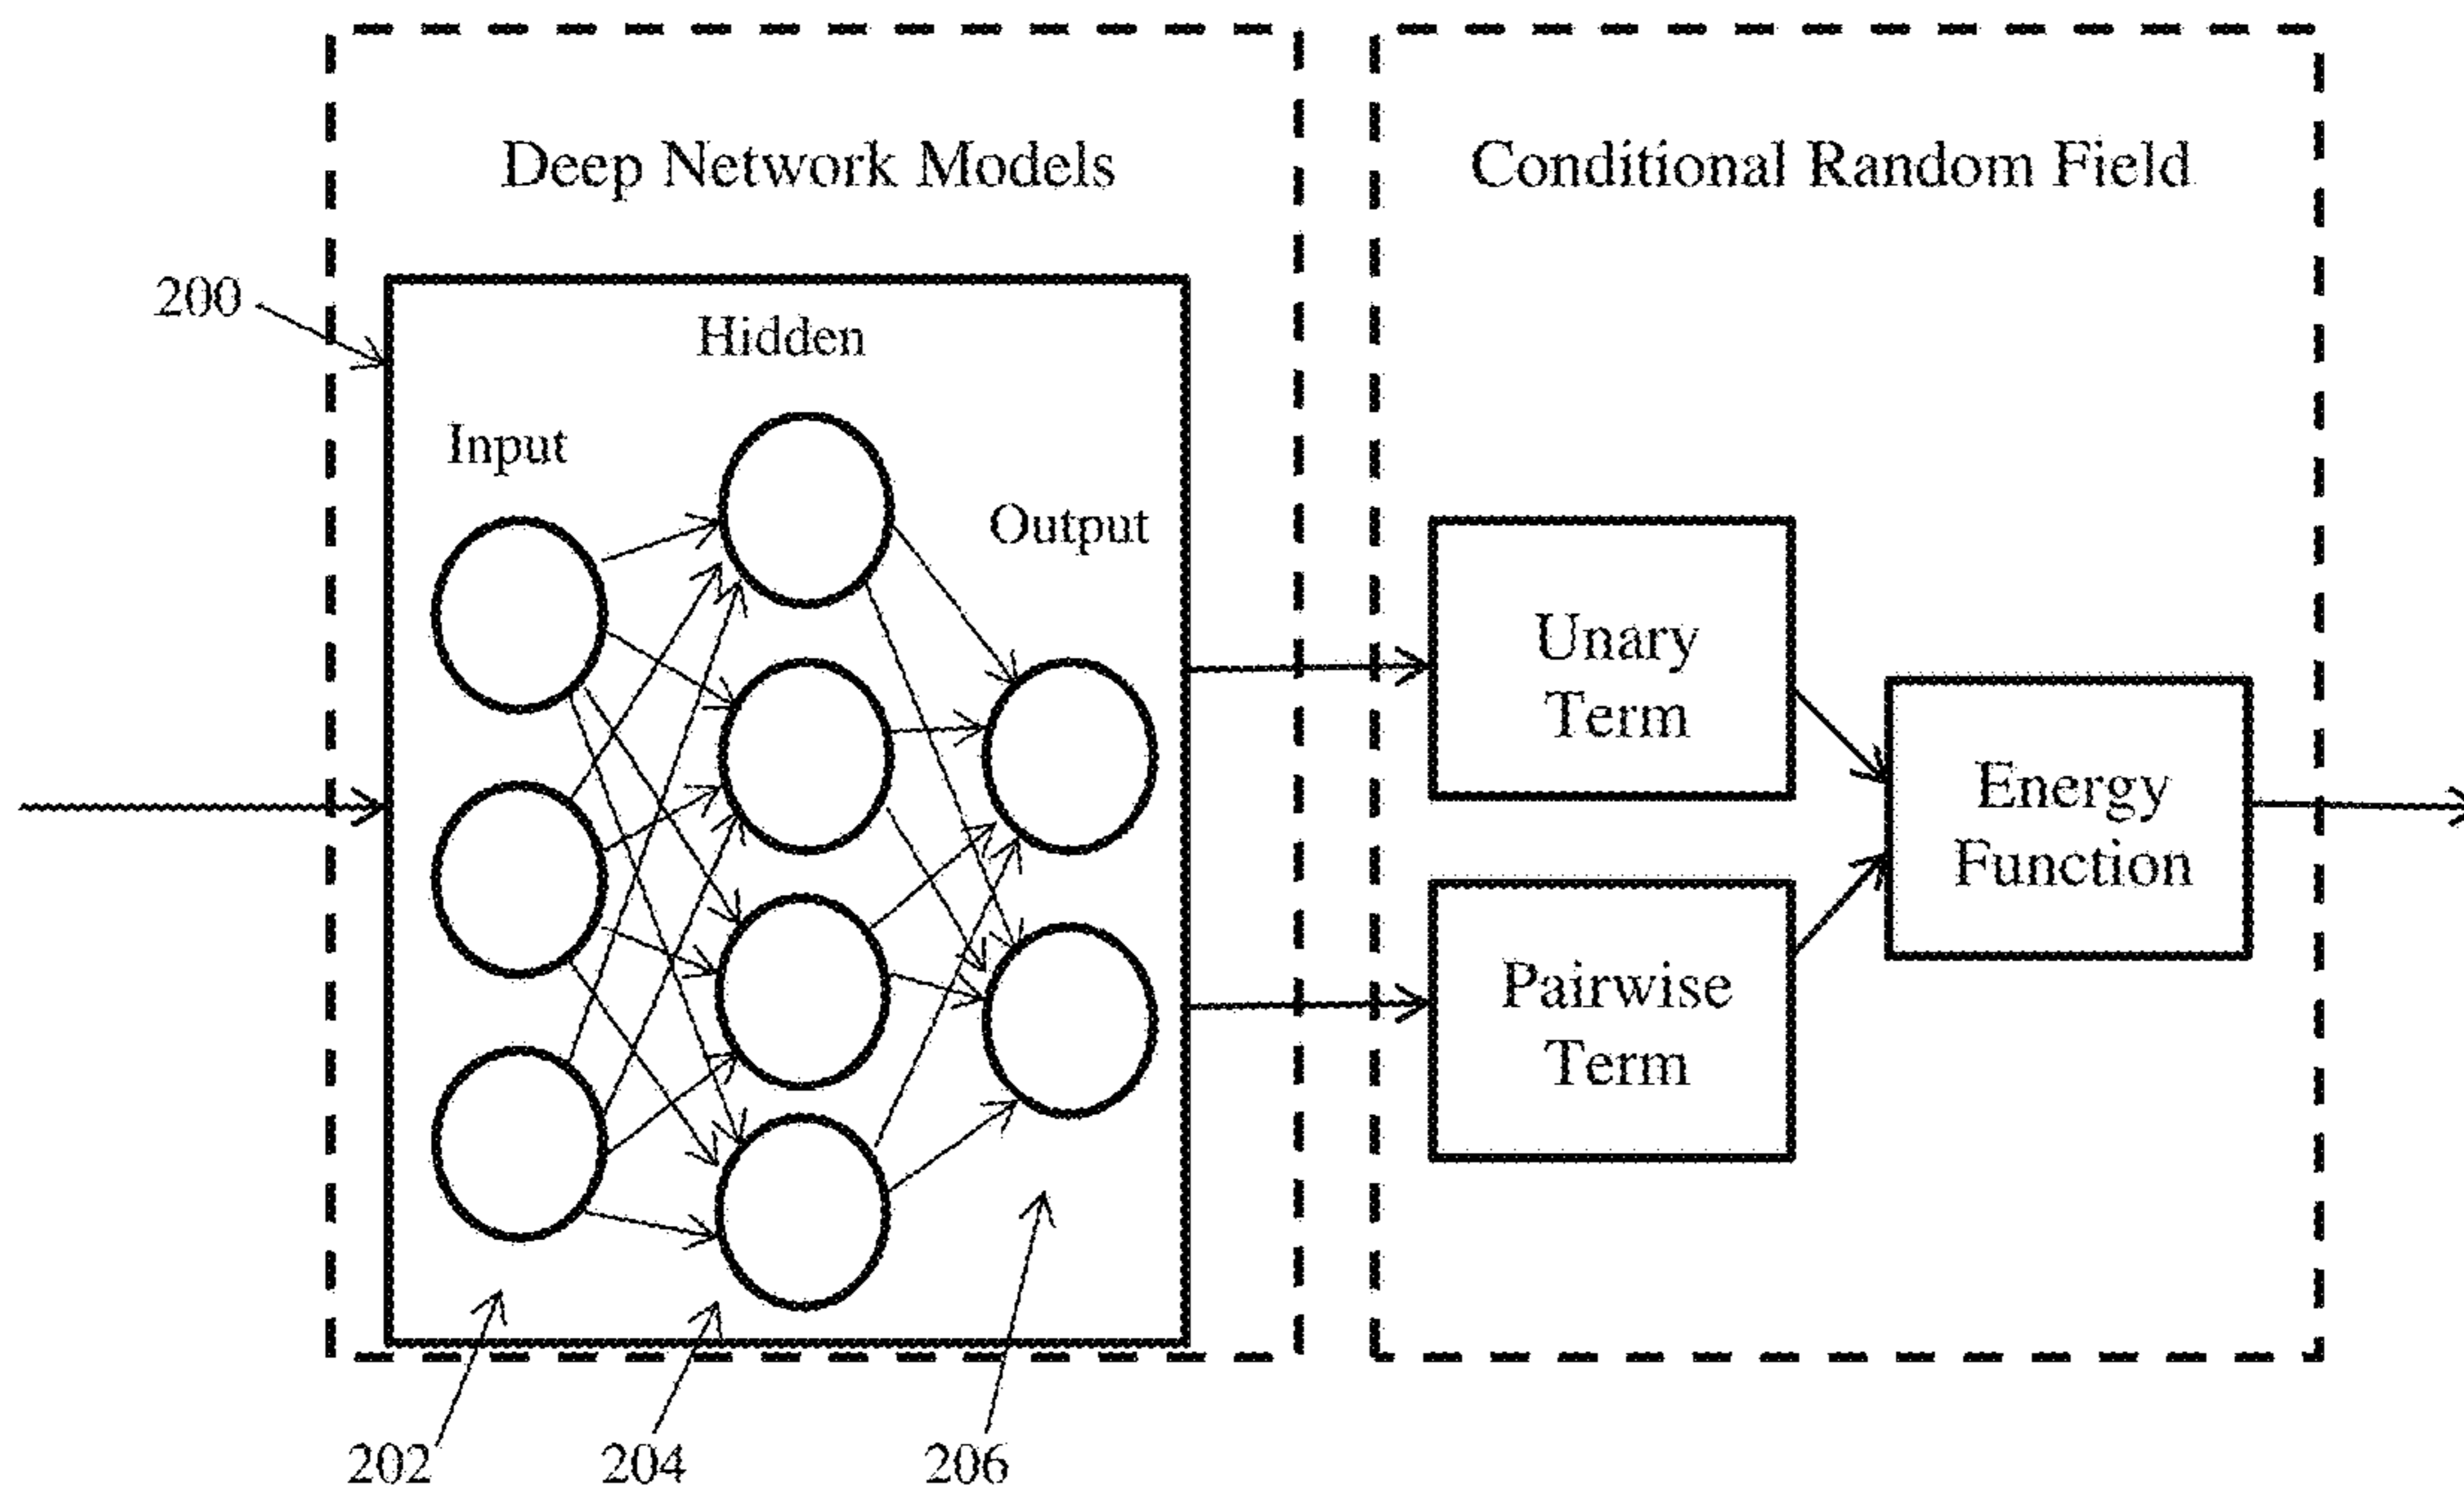 Deep Network Models
Conditional Random Field
200
Hidden
Input
Output
Unary
Term
Energy
Function
Pairwise
Term
202
204
206